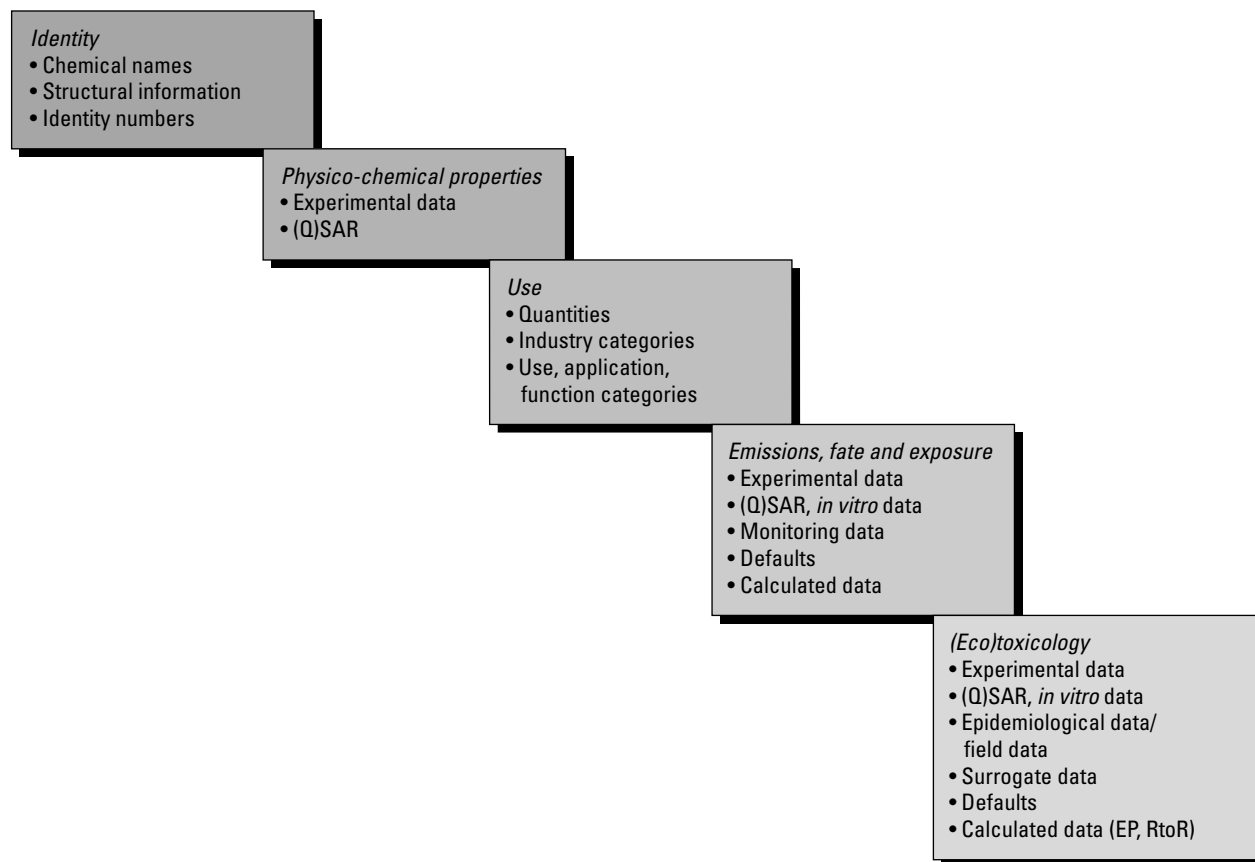 Identity
• Chemical names
• Structural information
• Identity numbers
Physico-chemical properties
• Experimental data
• (Q)SAR
Use
• Quantities
• Industry categories
• Use, application,
function categories
Emissions, fate and exposure
• Experimental data
• (Q)SAR, in vitro data
• Monitoring data
• Defaults
• Calculated data
(Eco)toxicology
• Experimental data
• (Q)SAR, in vitro data
• Epidemiological data/
field data
• Surrogate data
• Defaults
• Calculated data (EP, RtoR)